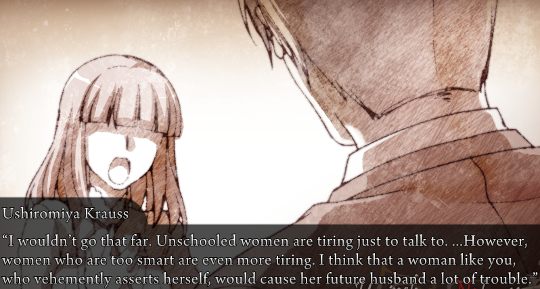 Ushiromiya Krauss
“I wouldn't go that far. Unschooled women are tiring just to talk to. ...However,
women who are too smart are even more tiring. I think that a woman like you,
who vehemently asserts herself, would cause her future husband a lot of trouble.”